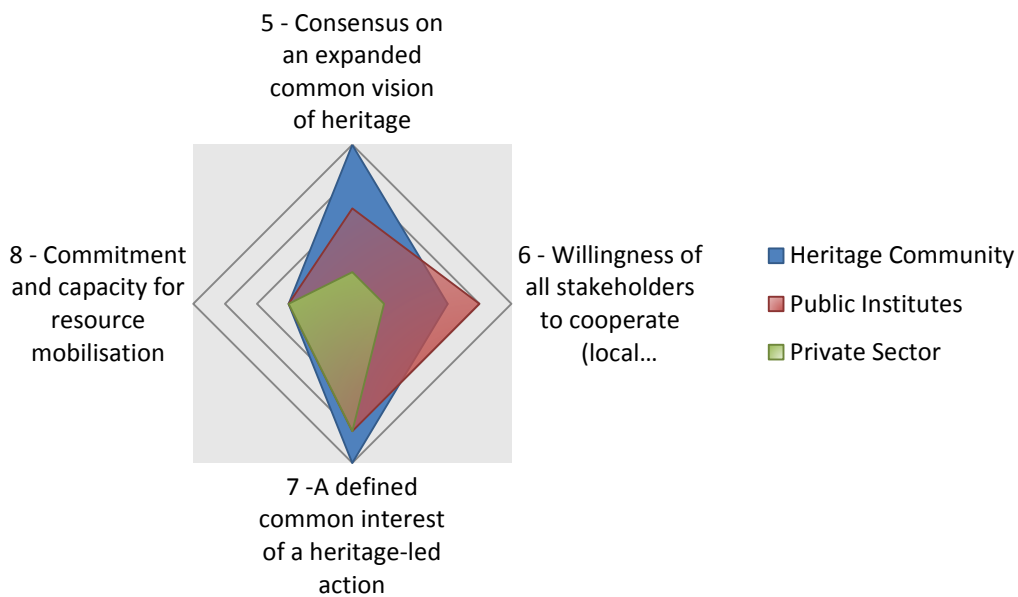 5 - Consensus on
an expanded
common vision
of heritage
8 - Commitment
and capacity for
resource
mobilisation
6 - Willingness of
all stakeholders
to cooperate
(local...
Heritage Community
Public Institutes
Private Sector
7 -A defined
common interest
of a heritage-led
action